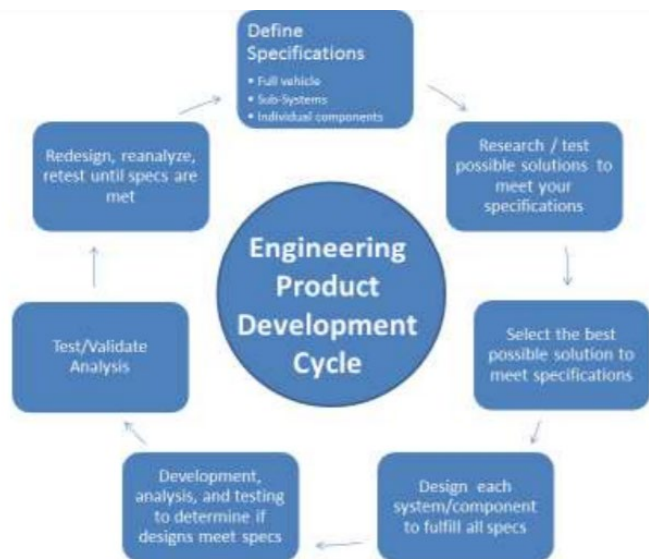 Define
Specifications
• Full vehicle
• Sub-Systems
• Individual components
Research / test
possible solutions to
meet your
specifications
Select the best
possible solution to
meet specifications
Design each
system/component
to fulfill all specs
Development,
analysis, and testing
to determine if
designs meet specs
Test/Validate
Analysis
Redesign, reanalyze,
retest until specs are
met
Engineering
Product
Development
Cycle